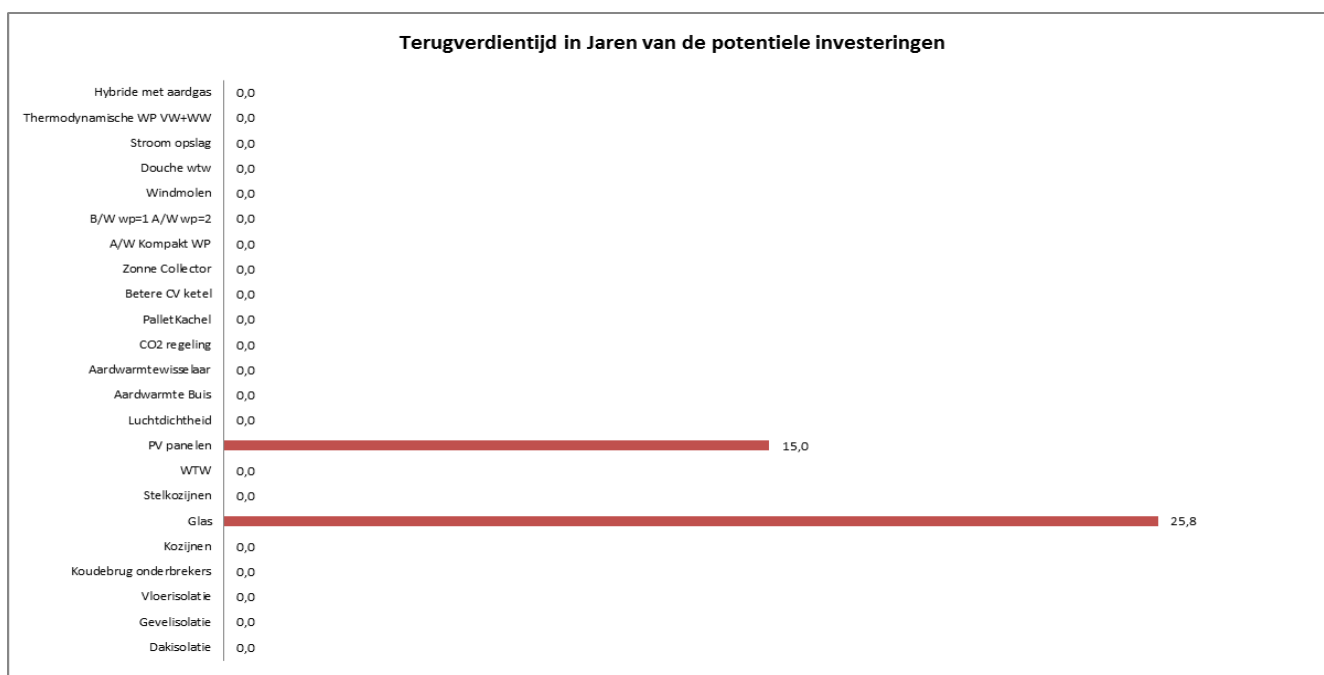 Terugverdientijd in Jaren van de potentiele investeringen
Hybride met aardgas 0,0
Thermodynamische WP VW+WW 0,0
Stroom opslag 0,0
Douche wtw 0,0
Windmolen 0,0
B/W wp=1 A/W wp=2 0,0
A/W Kompakt WP 0,0
Zonne Collector 0,0
Betere CV ketel 0,0
PalletKachel 0,0
CO2 regeling 0,0
Aardwarmtewisselaar 0,0
Aardwarmte Buis 0,0
Luchtdichtheid 0,0
PV panelen 15,0
WTW 0,0
Stelkozijnen 0,0
Glas 25,8
Kozijnen 0,0
Koudebrug onderbrekers 0,0
Vloerisolatie 0,0
Gevelisolatie 0,0
Dakisolatie 0,0